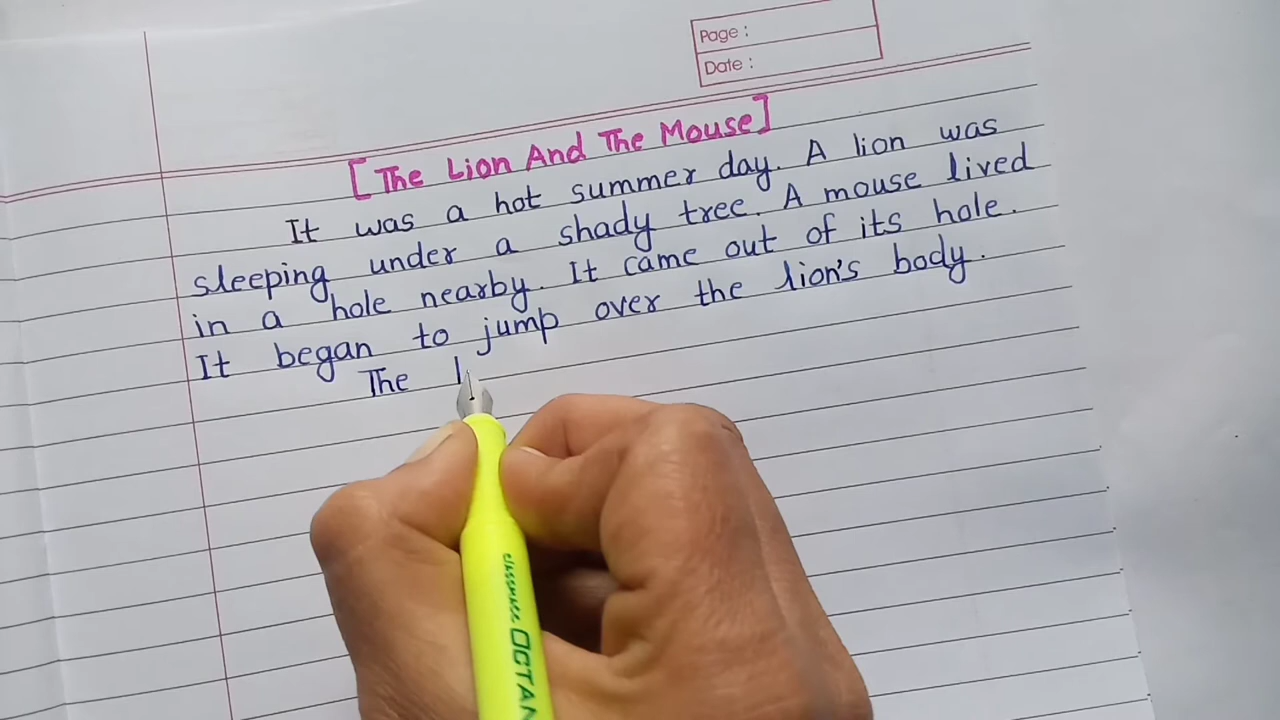 Page :
Date :
[The Lion And The Mouse]
It was a hot summer day. A lion was
sleeping under a shady tree. A mouse lived
in a hole nearby. It came out of its hole.
It began to jump over the lion's body.
The l
classmate OCTAN